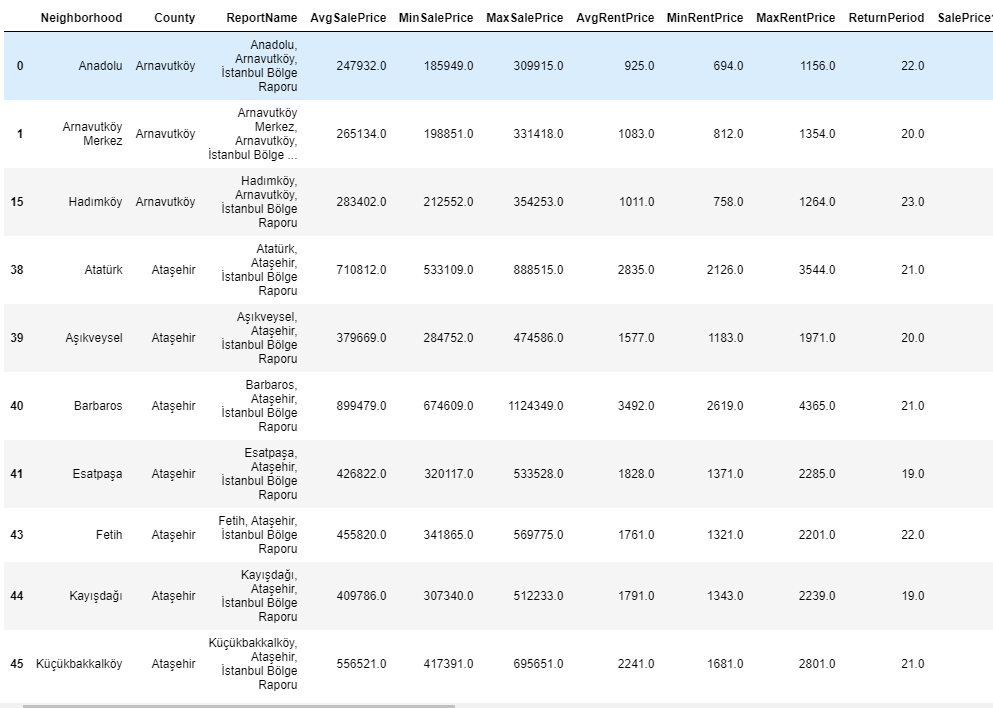 Neighborhood County ReportName AvgSalePrice MinSalePrice MaxSalePrice AvgRentPrice MinRentPrice MaxRentPrice ReturnPeriod SalePrice
0 Anadolu Arnavutköy Anadolu, Arnavutköy, İstanbul Bölge Raporu 247932.0 185949.0 309915.0 925.0 694.0 1156.0 22.0
1 Arnavutköy Merkez Arnavutköy Arnavutköy Merkez, Arnavutköy, İstanbul Bölge ... 265134.0 198851.0 331418.0 1083.0 812.0 1354.0 20.0
15 Hadımköy Arnavutköy Hadımköy, Arnavutköy, İstanbul Bölge Raporu 283402.0 212552.0 354253.0 1011.0 758.0 1264.0 23.0
38 Atatürk Ataşehir Atatürk, Ataşehir, İstanbul Bölge Raporu 710812.0 533109.0 888515.0 2835.0 2126.0 3544.0 21.0
39 Aşıkveysel Ataşehir Aşıkveysel, Ataşehir, İstanbul Bölge Raporu 379669.0 284752.0 474586.0 1577.0 1183.0 1971.0 20.0
40 Barbaros Ataşehir Barbaros, Ataşehir, İstanbul Bölge Raporu 899479.0 674609.0 1124349.0 3492.0 2619.0 4365.0 21.0
41 Esatpaşa Ataşehir Esatpaşa, Ataşehir, İstanbul Bölge Raporu 426822.0 320117.0 533528.0 1828.0 1371.0 2285.0 19.0
43 Fetih Ataşehir Fetih, Ataşehir, İstanbul Bölge Raporu 455820.0 341865.0 569775.0 1761.0 1321.0 2201.0 22.0
44 Kayışdağı Ataşehir Kayışdağı, Ataşehir, İstanbul Bölge Raporu 409786.0 307340.0 512233.0 1791.0 1343.0 2239.0 19.0
45 Küçükbakkalköy Ataşehir Küçükbakkalköy, Ataşehir, İstanbul Bölge Raporu 556521.0 417391.0 695651.0 2241.0 1681.0 2801.0 21.0